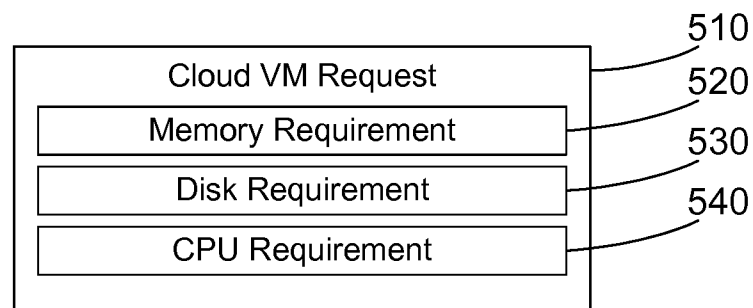 510
Cloud VM Request
520
Memory Requirement
530
Disk Requirement
540
CPU Requirement